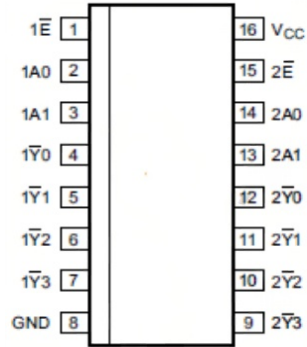 1E̅ 1 16 VCC
1A0 2 15 2E̅
1A1 3 14 2A0
1Y̅0 4 13 2A1
1Y̅1 5 12 2Y̅0
1Y̅2 6 11 2Y̅1
1Y̅3 7 10 2Y̅2
GND 8 9 2Y̅3